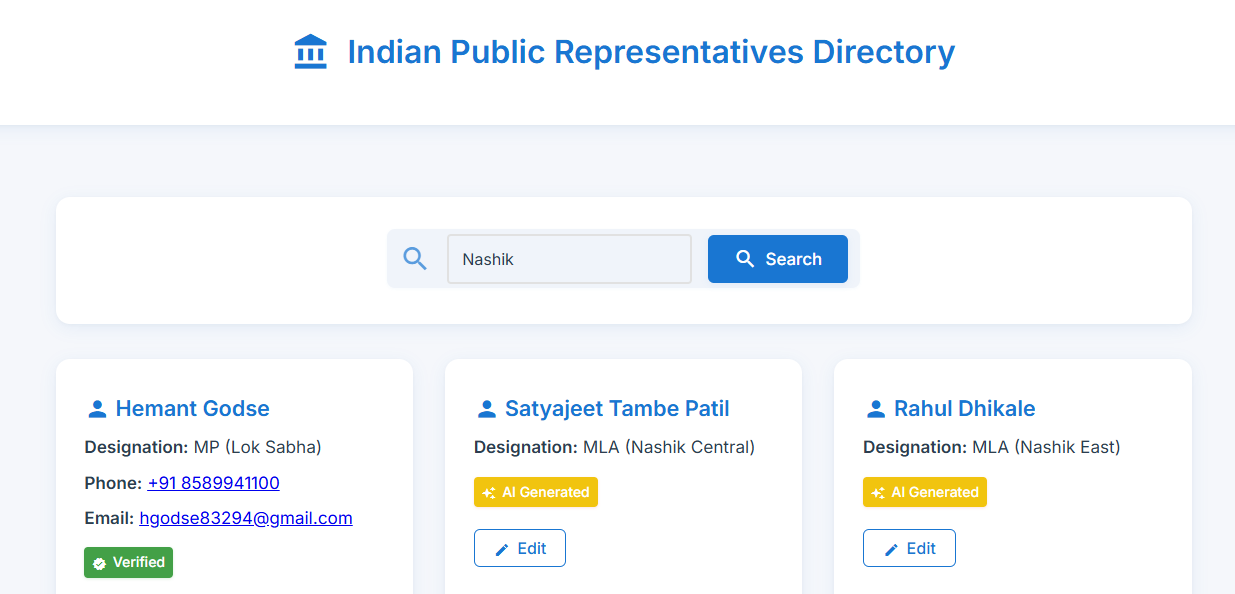 Indian Public Representatives Directory
Nashik
Search
Hemant Godse
Designation: MP (Lok Sabha)
Phone: +91 8589941100
Email: hgodse83294@gmail.com
Verified
Satyajeet Tambe Patil
Designation: MLA (Nashik Central)
AI Generated
Edit
Rahul Dhikale
Designation: MLA (Nashik East)
AI Generated
Edit